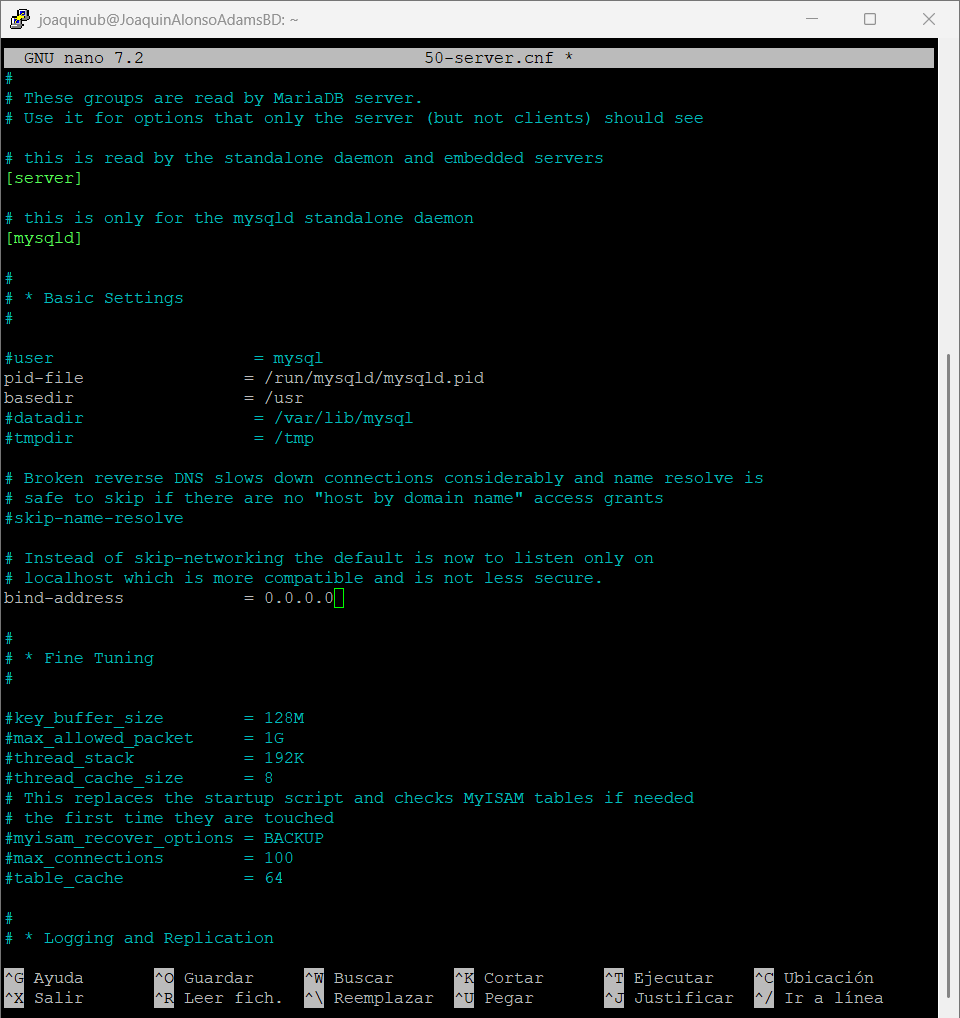 joaquinub@JoaquinAlonsoAdamsBD: ~
GNU nano 7.2 50-server.cnf *
#
# These groups are read by MariaDB server.
# Use it for options that only the server (but not clients) should see
# this is read by the standalone daemon and embedded servers
[server]
# this is only for the mysqld standalone daemon
[mysqld]
#
# * Basic Settings
#
#user = mysql
pid-file = /run/mysqld/mysqld.pid
basedir = /usr
#datadir = /var/lib/mysql
#tmpdir = /tmp
# Broken reverse DNS slows down connections considerably and name resolve is
# safe to skip if there are no "host by domain name" access grants
#skip-name-resolve
# Instead of skip-networking the default is now to listen only on
# localhost which is more compatible and is not less secure.
bind-address = 0.0.0.0
#
# * Fine Tuning
#
#key_buffer_size = 128M
#max_allowed_packet = 1G
#thread_stack = 192K
#thread_cache_size = 8
# This replaces the startup script and checks MyISAM tables if needed
# the first time they are touched
#myisam_recover_options = BACKUP
#max_connections = 100
#table_cache = 64
#
# * Logging and Replication
^G Ayuda ^O Guardar ^W Buscar ^K Cortar ^T Ejecutar ^C Ubicación
^X Salir ^R Leer fich. ^\ Reemplazar ^U Pegar ^J Justificar ^/ Ir a línea